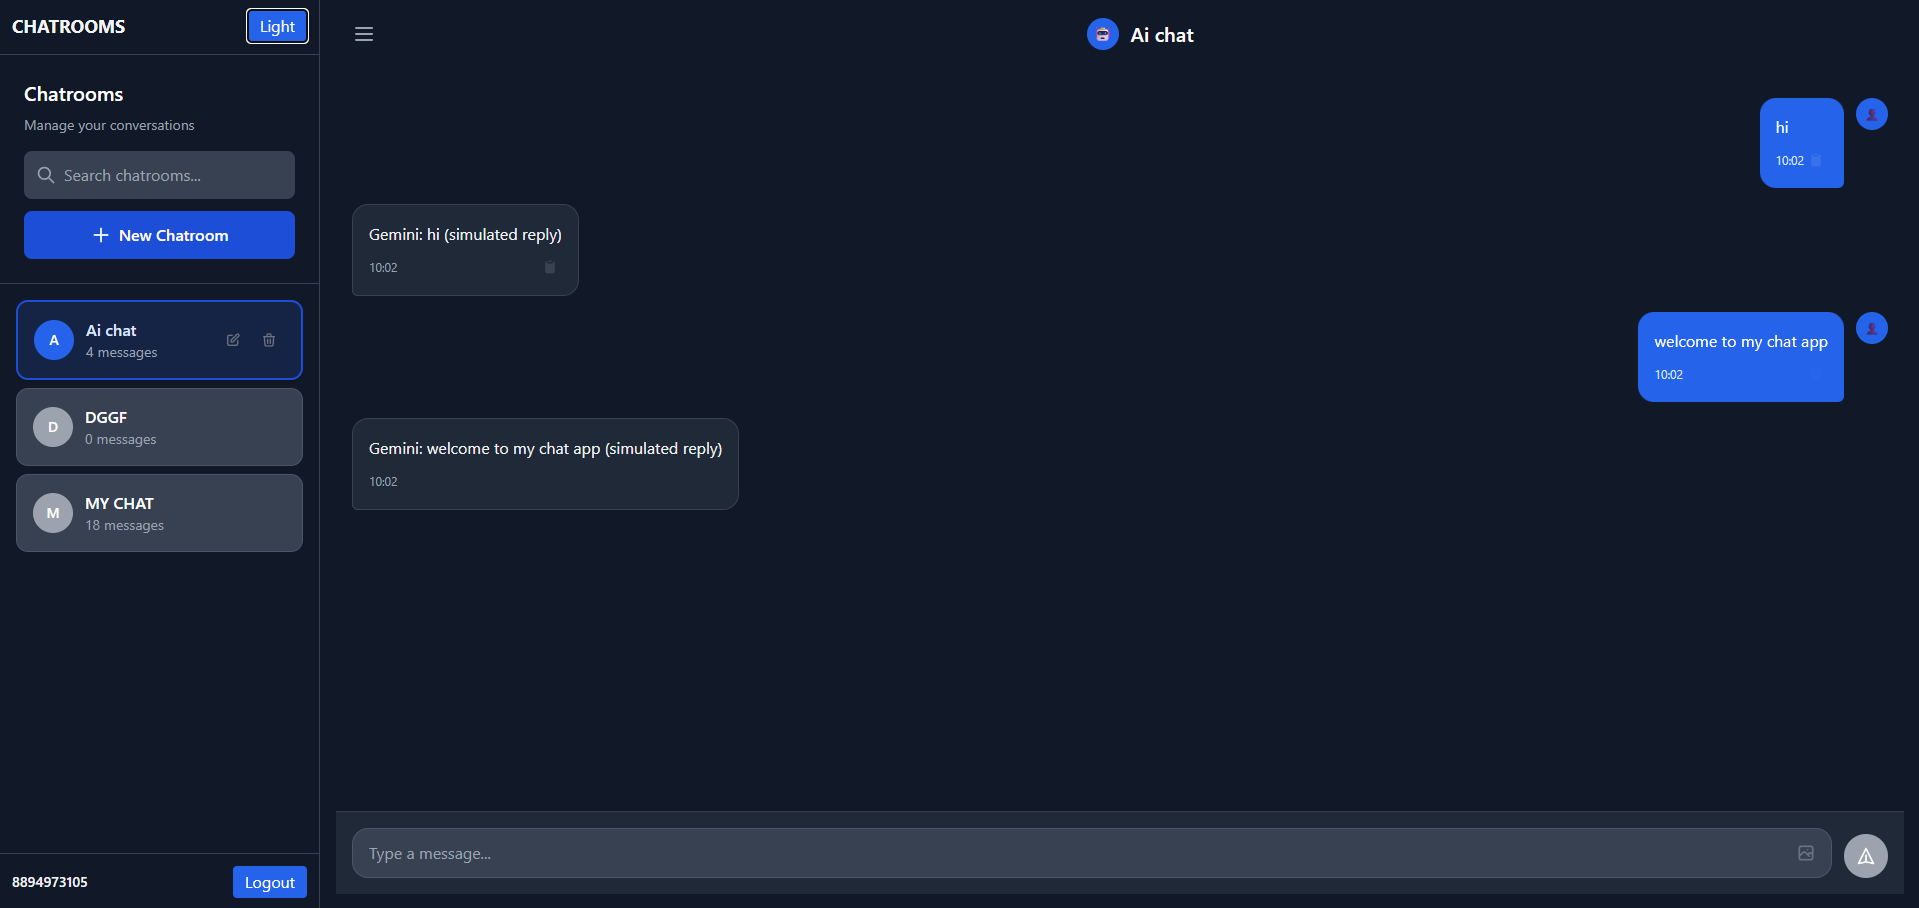 CHATROOMS
Light
Chatrooms
Manage your conversations
Search chatrooms...
New Chatroom
A
Ai chat
4 messages
D
DGGF
0 messages
M
MY CHAT
18 messages
8894973105
Logout
Ai chat
hi
10:02
Gemini: hi (simulated reply)
10:02
welcome to my chat app
10:02
Gemini: welcome to my chat app (simulated reply)
10:02
Type a message...